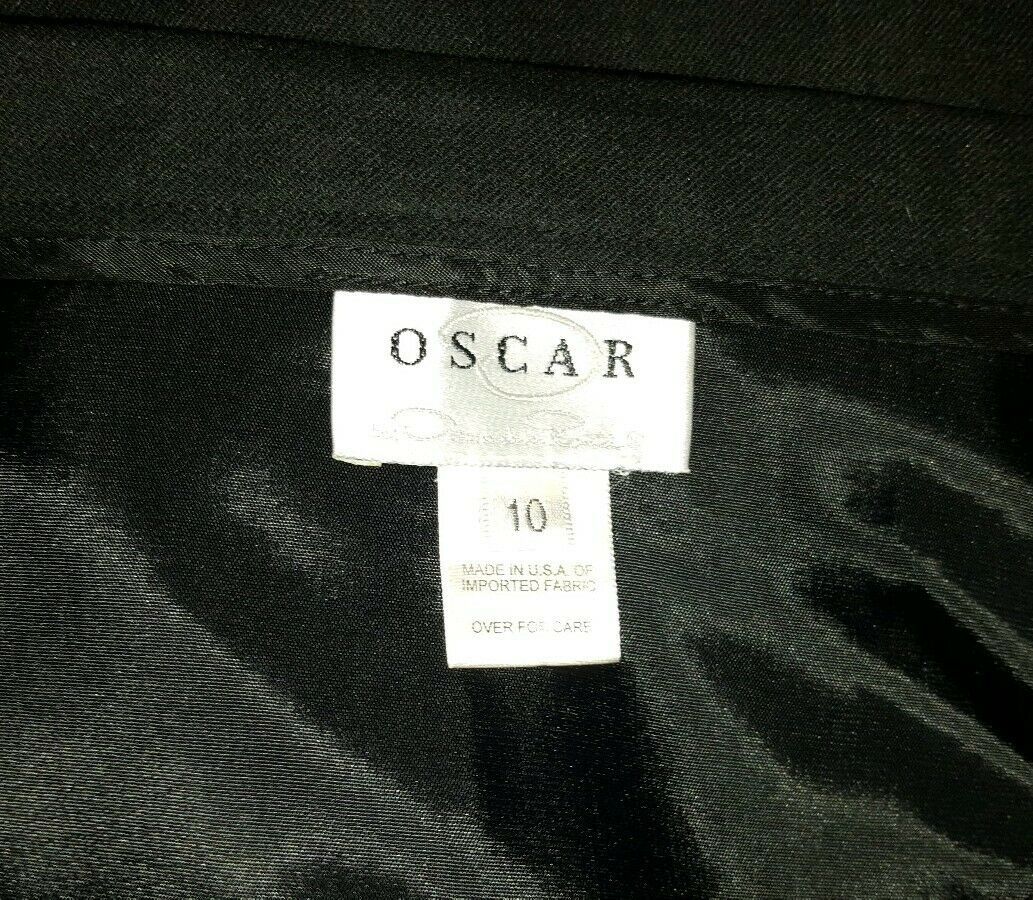 OSCAR
10
MADE IN U.S.A. OF
IMPORTED FABRIC
OVER FOR CARE